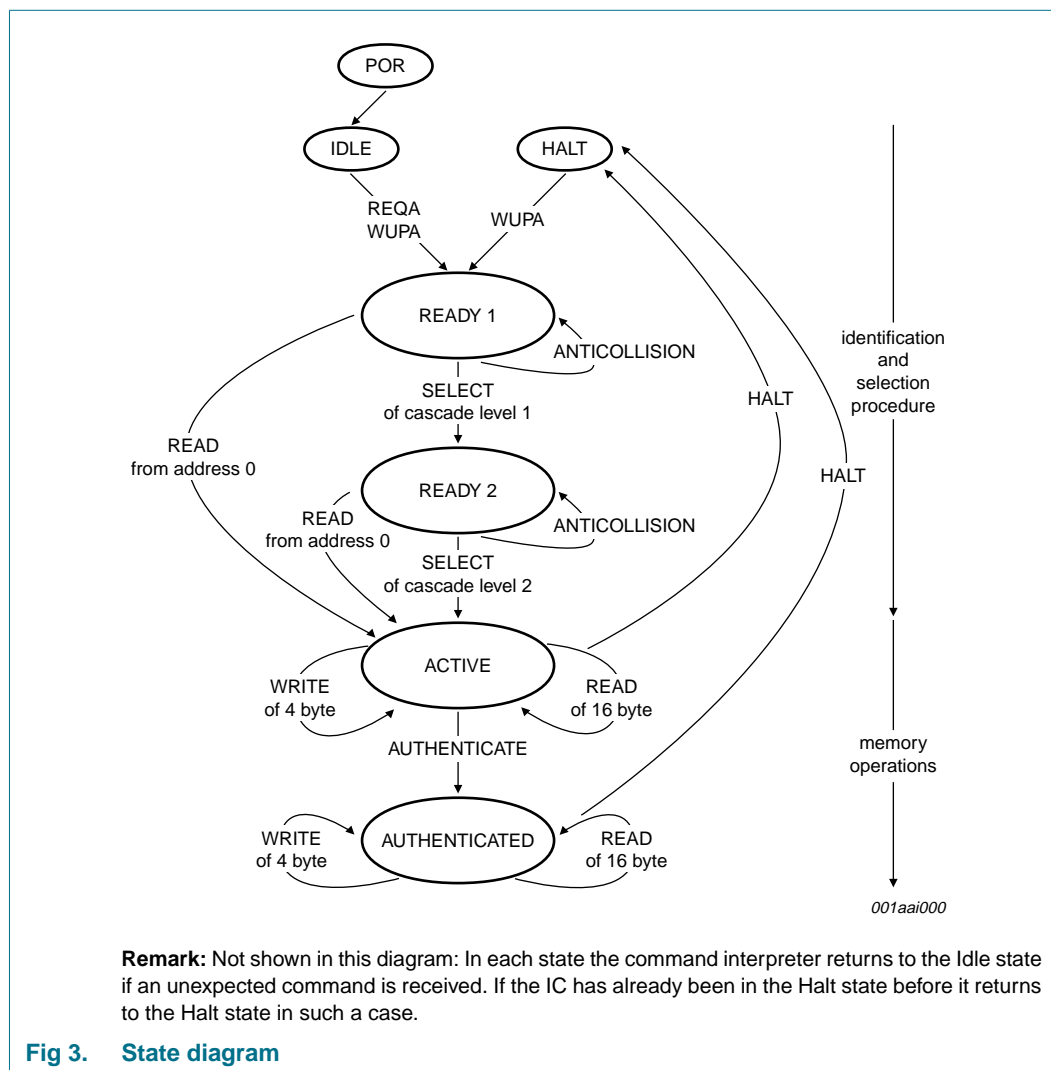 POR
IDLE
HALT
REQA
WUPA
WUPA
READY 1
ANTICOLLISION
identification
and
selection
procedure
SELECT
of cascade level 1
HALT
READ
from address 0
HALT
READY 2
READ
from address 0
ANTICOLLISION
SELECT
of cascade level 2
ACTIVE
WRITE
of 4 byte
READ
of 16 byte
AUTHENTICATE
memory
operations
WRITE
of 4 byte
AUTHENTICATED
READ
of 16 byte
001aai000
Remark: Not shown in this diagram: In each state the command interpreter returns to the Idle state
if an unexpected command is received. If the IC has already been in the Halt state before it returns
to the Halt state in such a case.
Fig 3. State diagram